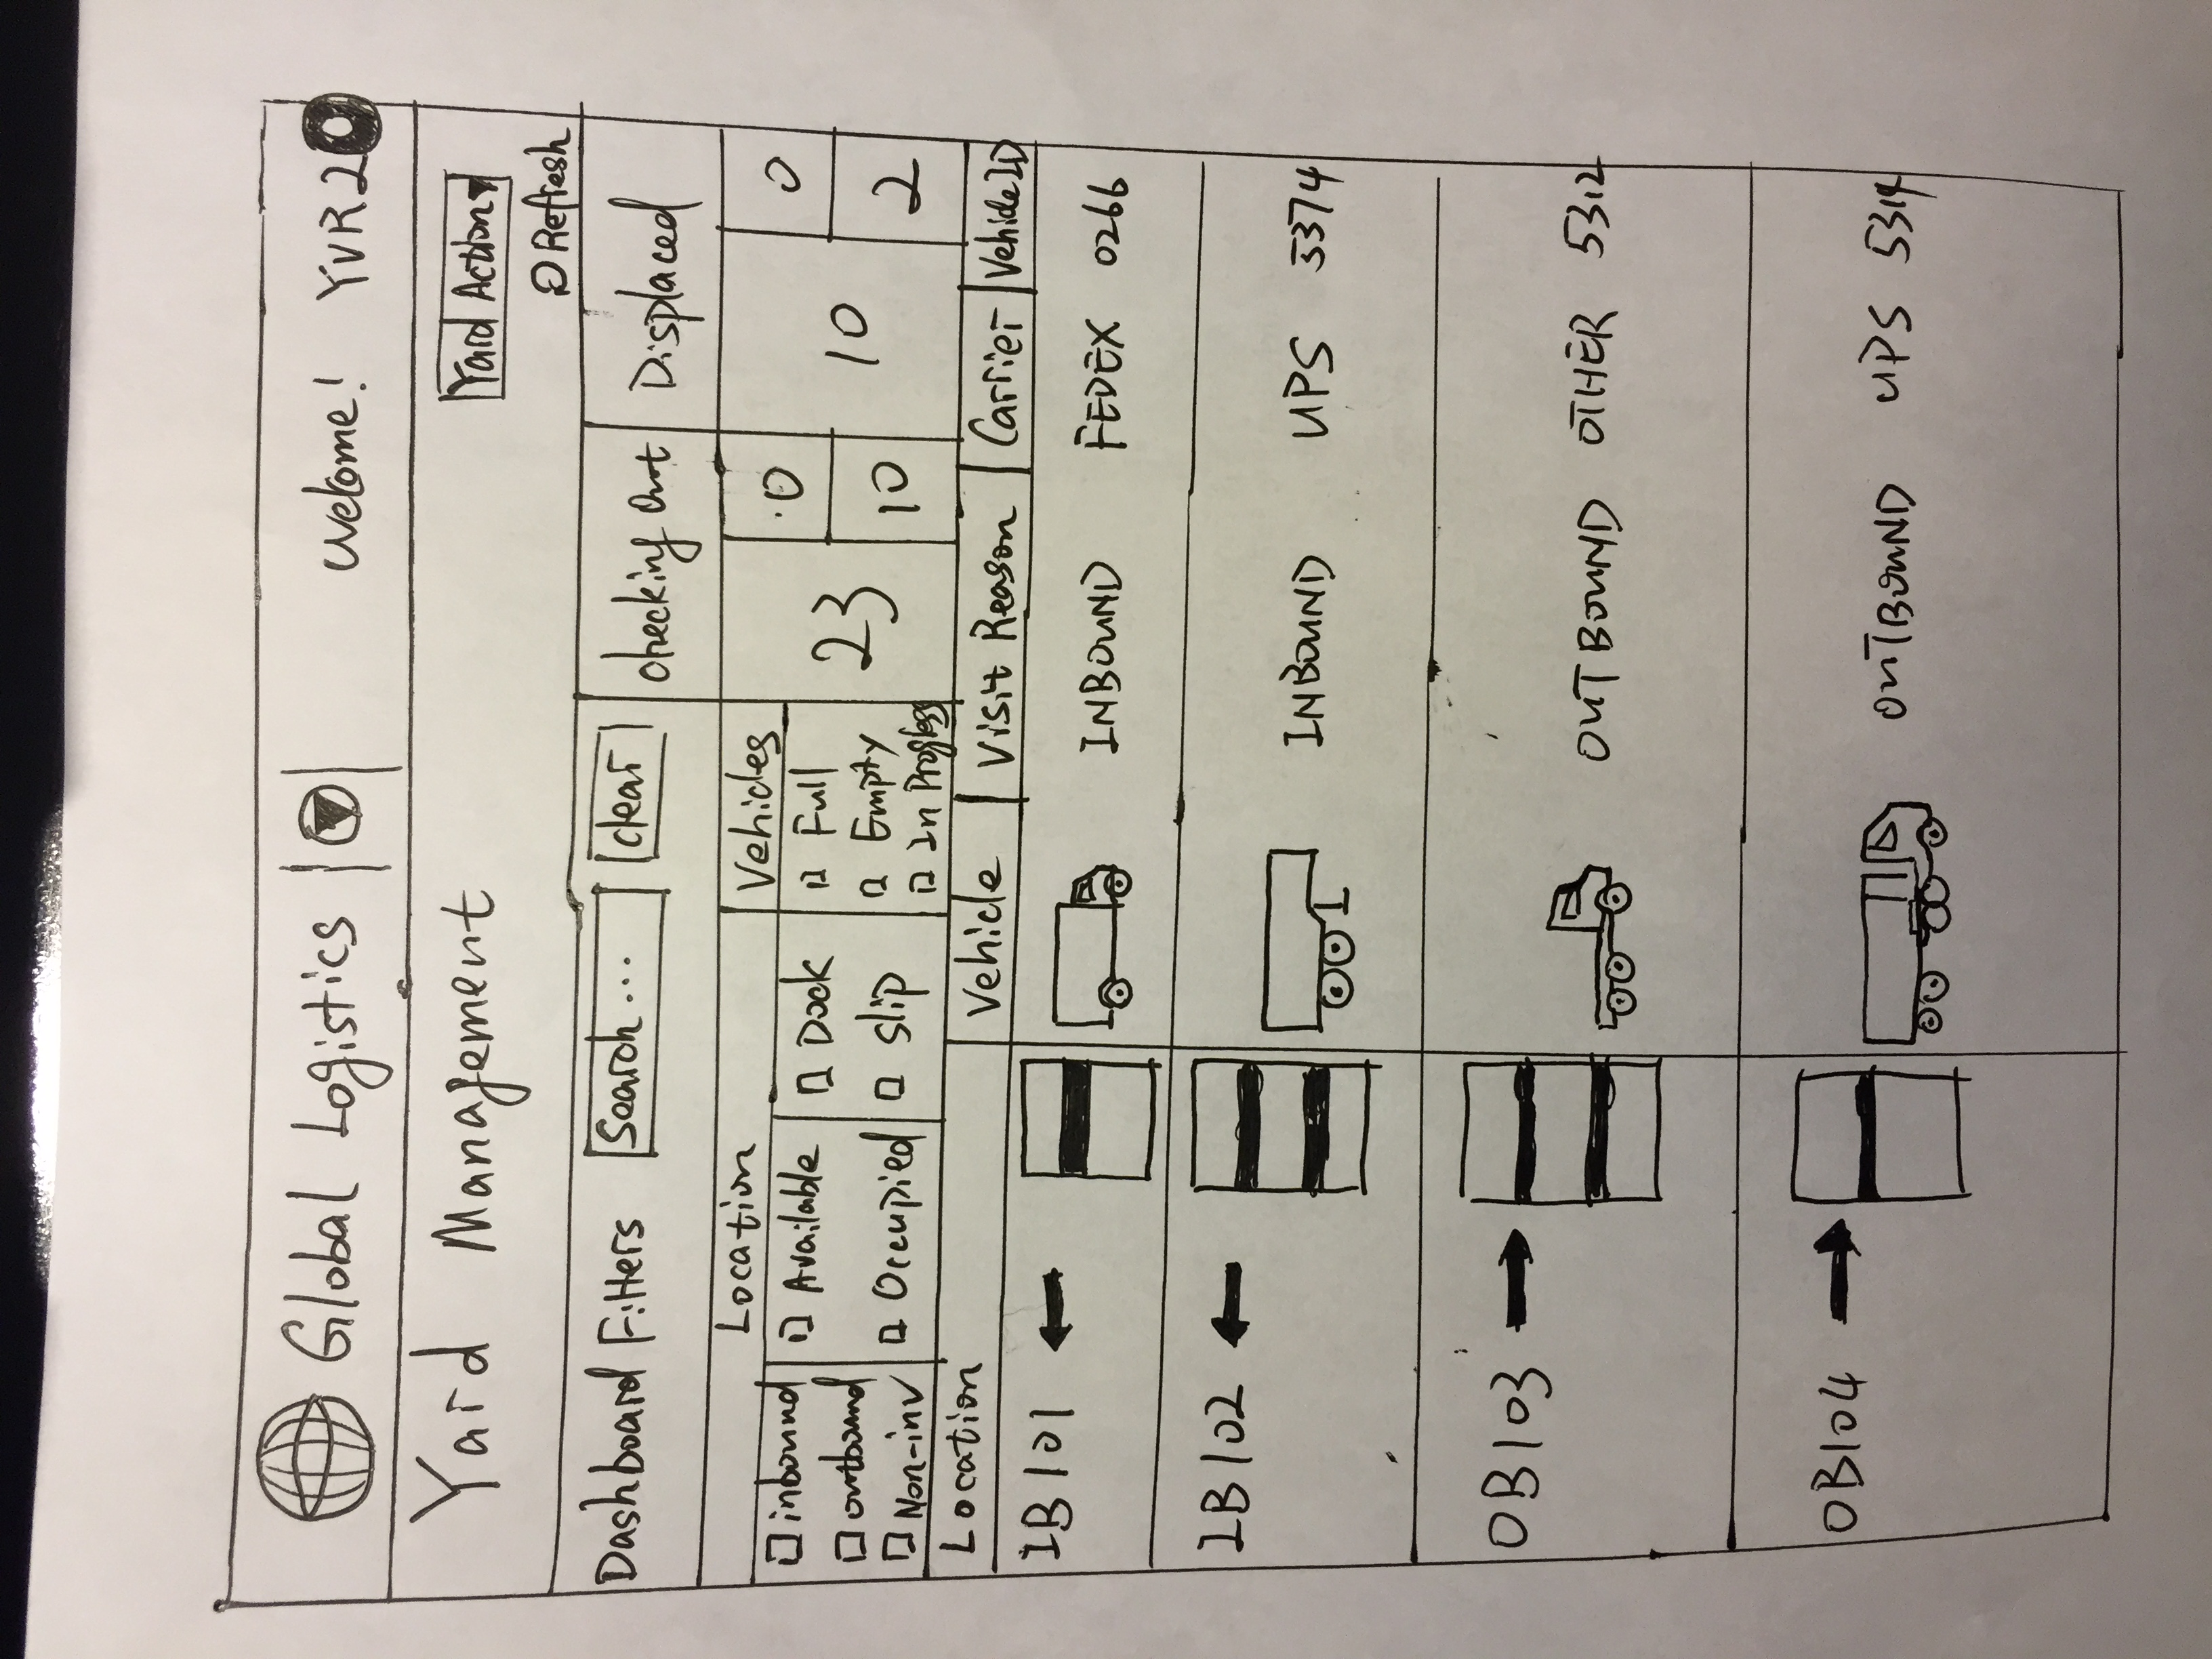 Global Logistics Welcome! YVR2
Yard Management
Yard Action
Refresh
Dashboard Filters Search... clear
checking Out Displaced
Location Vehicles
inbound Available Dock Full
outbound Occupied slip Empty
Non-inv In Progress
23 0 10
10 0 2
Location Vehicle Visit Reason Carrier Vehicle ID
IB101 INBOUND FEDEX 0266
IB102 INBOUND UPS 5374
OB103 OUTBOUND OTHER 5312
OB104 OUTBOUND UPS 5314